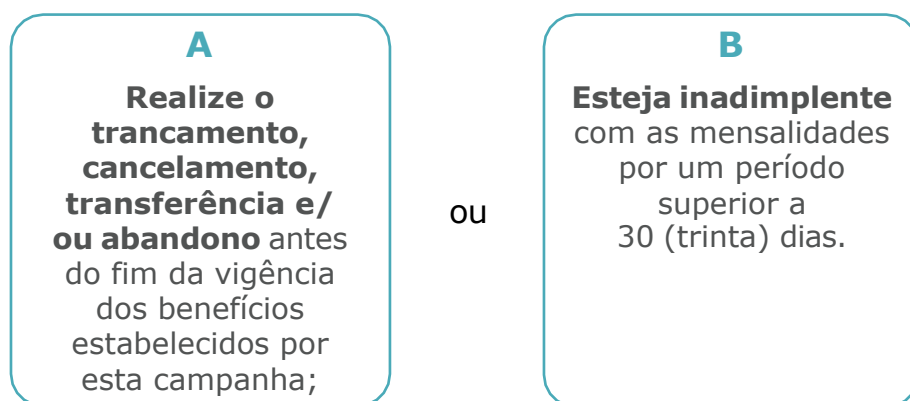 A
Realize o
trancamento,
cancelamento,
transferência e/
ou abandono antes
do fim da vigência
dos benefícios
estabelecidos por
esta campanha;
ou
B
Esteja inadimplente
com as mensalidades
por um período
superior a
30 (trinta) dias.